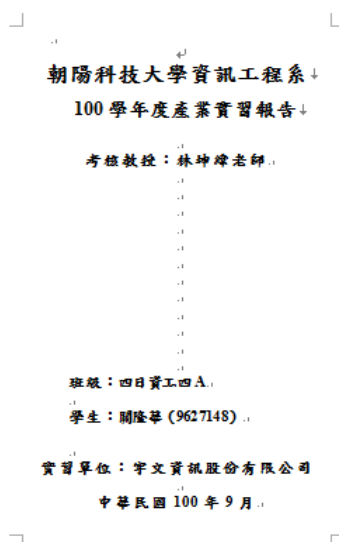 朝陽科技大學資訊工程系
100 學年度產業實習報告
考核教授：林坤緯老師
班級：四日資工四A
學生：關隆華 (9627148)
實習單位：宇文資訊股份有限公司
中華民國 100 年 9 月